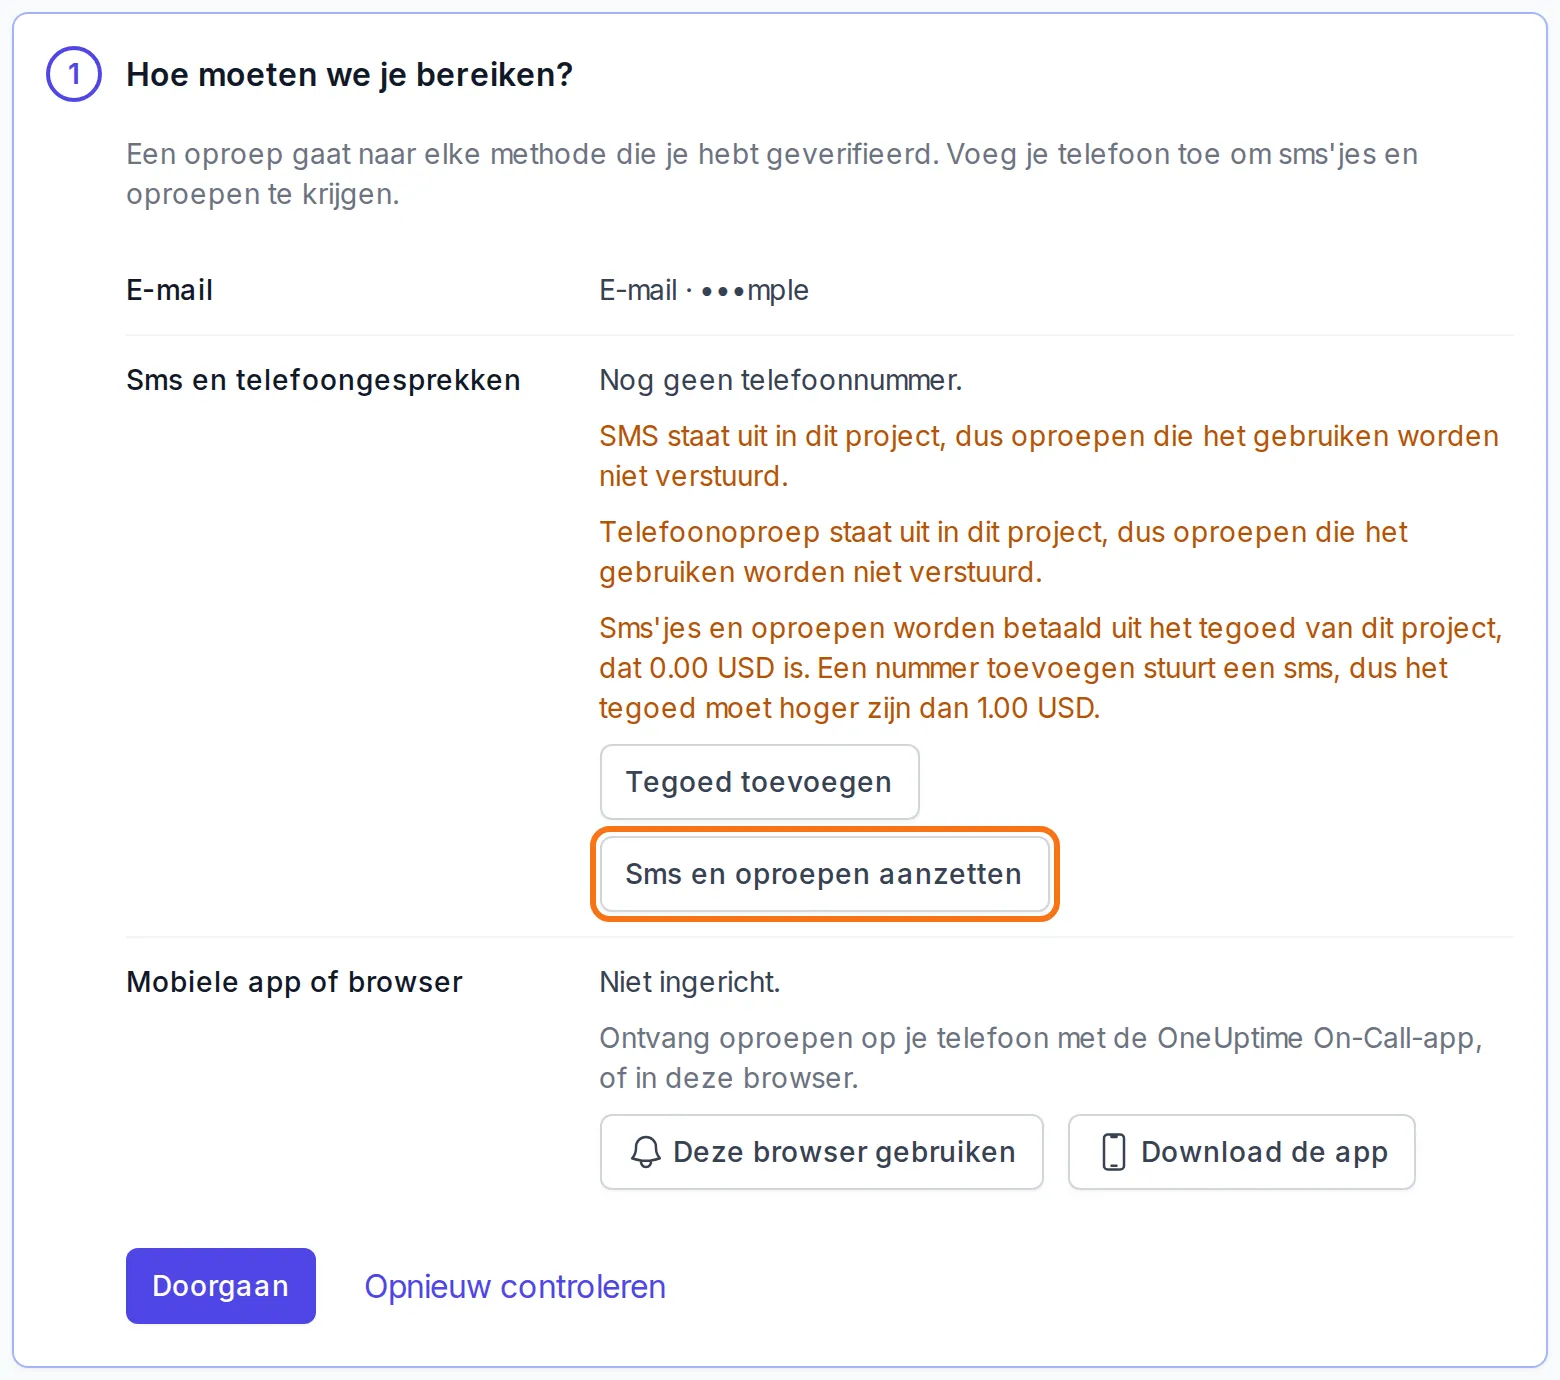 1
Hoe moeten we je bereiken?
Een oproep gaat naar elke methode die je hebt geverifieerd. Voeg je telefoon toe om sms'jes en
oproepen te krijgen.
E-mail
E-mail · •••mple
Sms en telefoongesprekken
Nog geen telefoonnummer.
SMS staat uit in dit project, dus oproepen die het gebruiken worden
niet verstuurd.
Telefoonoproep staat uit in dit project, dus oproepen die het
gebruiken worden niet verstuurd.
Sms'jes en oproepen worden betaald uit het tegoed van dit project,
dat 0.00 USD is. Een nummer toevoegen stuurt een sms, dus het
tegoed moet hoger zijn dan 1.00 USD.
Tegoed toevoegen
Sms en oproepen aanzetten
Mobiele app of browser
Niet ingericht.
Ontvang oproepen op je telefoon met de OneUptime On-Call-app,
of in deze browser.
Deze browser gebruiken
Download de app
Doorgaan
Opnieuw controleren